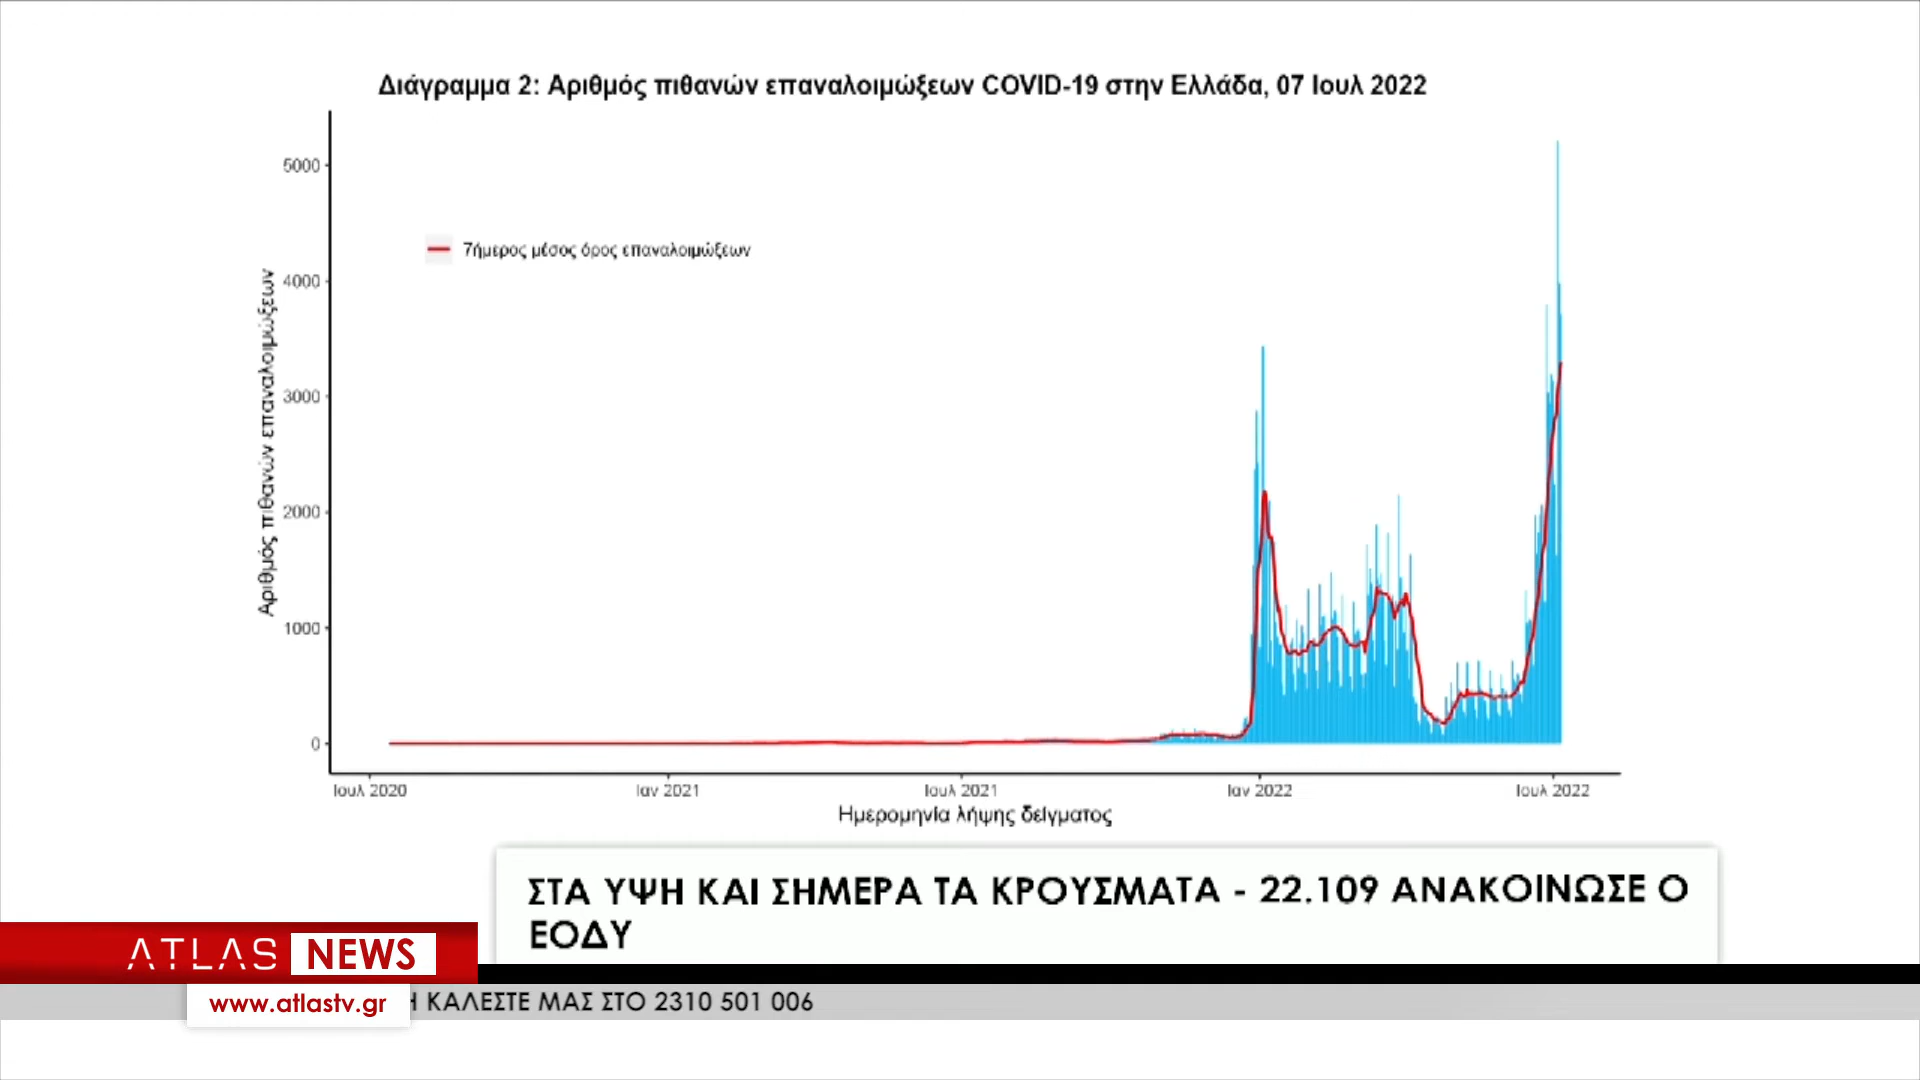 Διάγραμμα 2: Αριθμός πιθανών επαναλοιμώξεων COVID-19 στην Ελλάδα, 07 Ιουλ 2022
5000
4000
3000
2000
1000
0
Αριθμός πιθανών επαναλοιμώξεων
7ήμερος μέσος όρος επαναλοιμώξεων
Ιουλ 2020
Ιαν 2021
Ιουλ 2021
Ιαν 2022
Ιουλ 2022
Ημερομηνία λήψης δείγματος
ΣΤΑ ΥΨΗ ΚΑΙ ΣΗΜΕΡΑ ΤΑ ΚΡΟΥΣΜΑΤΑ - 22.109 ΑΝΑΚΟΙΝΩΣΕ Ο
ΕΟΔΥ
ATLAS NEWS
www.atlastv.gr
Η ΚΑΛΕΣΤΕ ΜΑΣ ΣΤΟ 2310 501 006